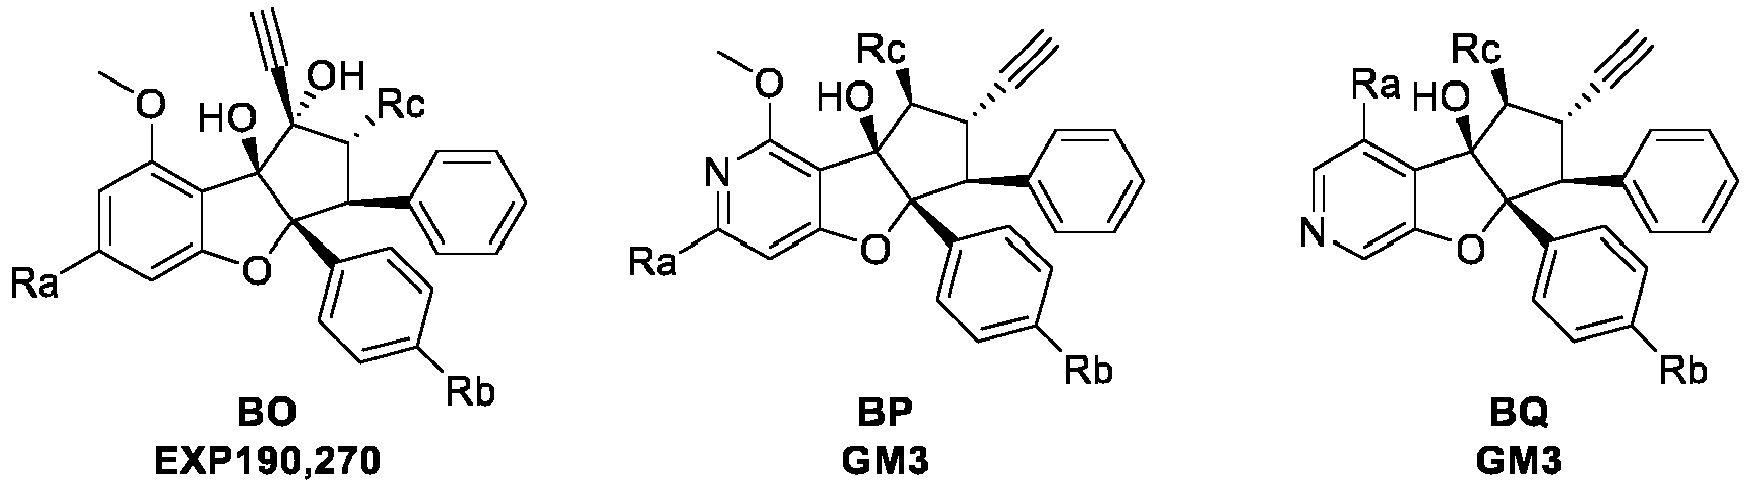 O HO OH Rc O Ra Rb
BO
EXP190,270
O Rc HO N Ra O Rb
BP
GM3
Ra Rc HO N O Rb
BQ
GM3